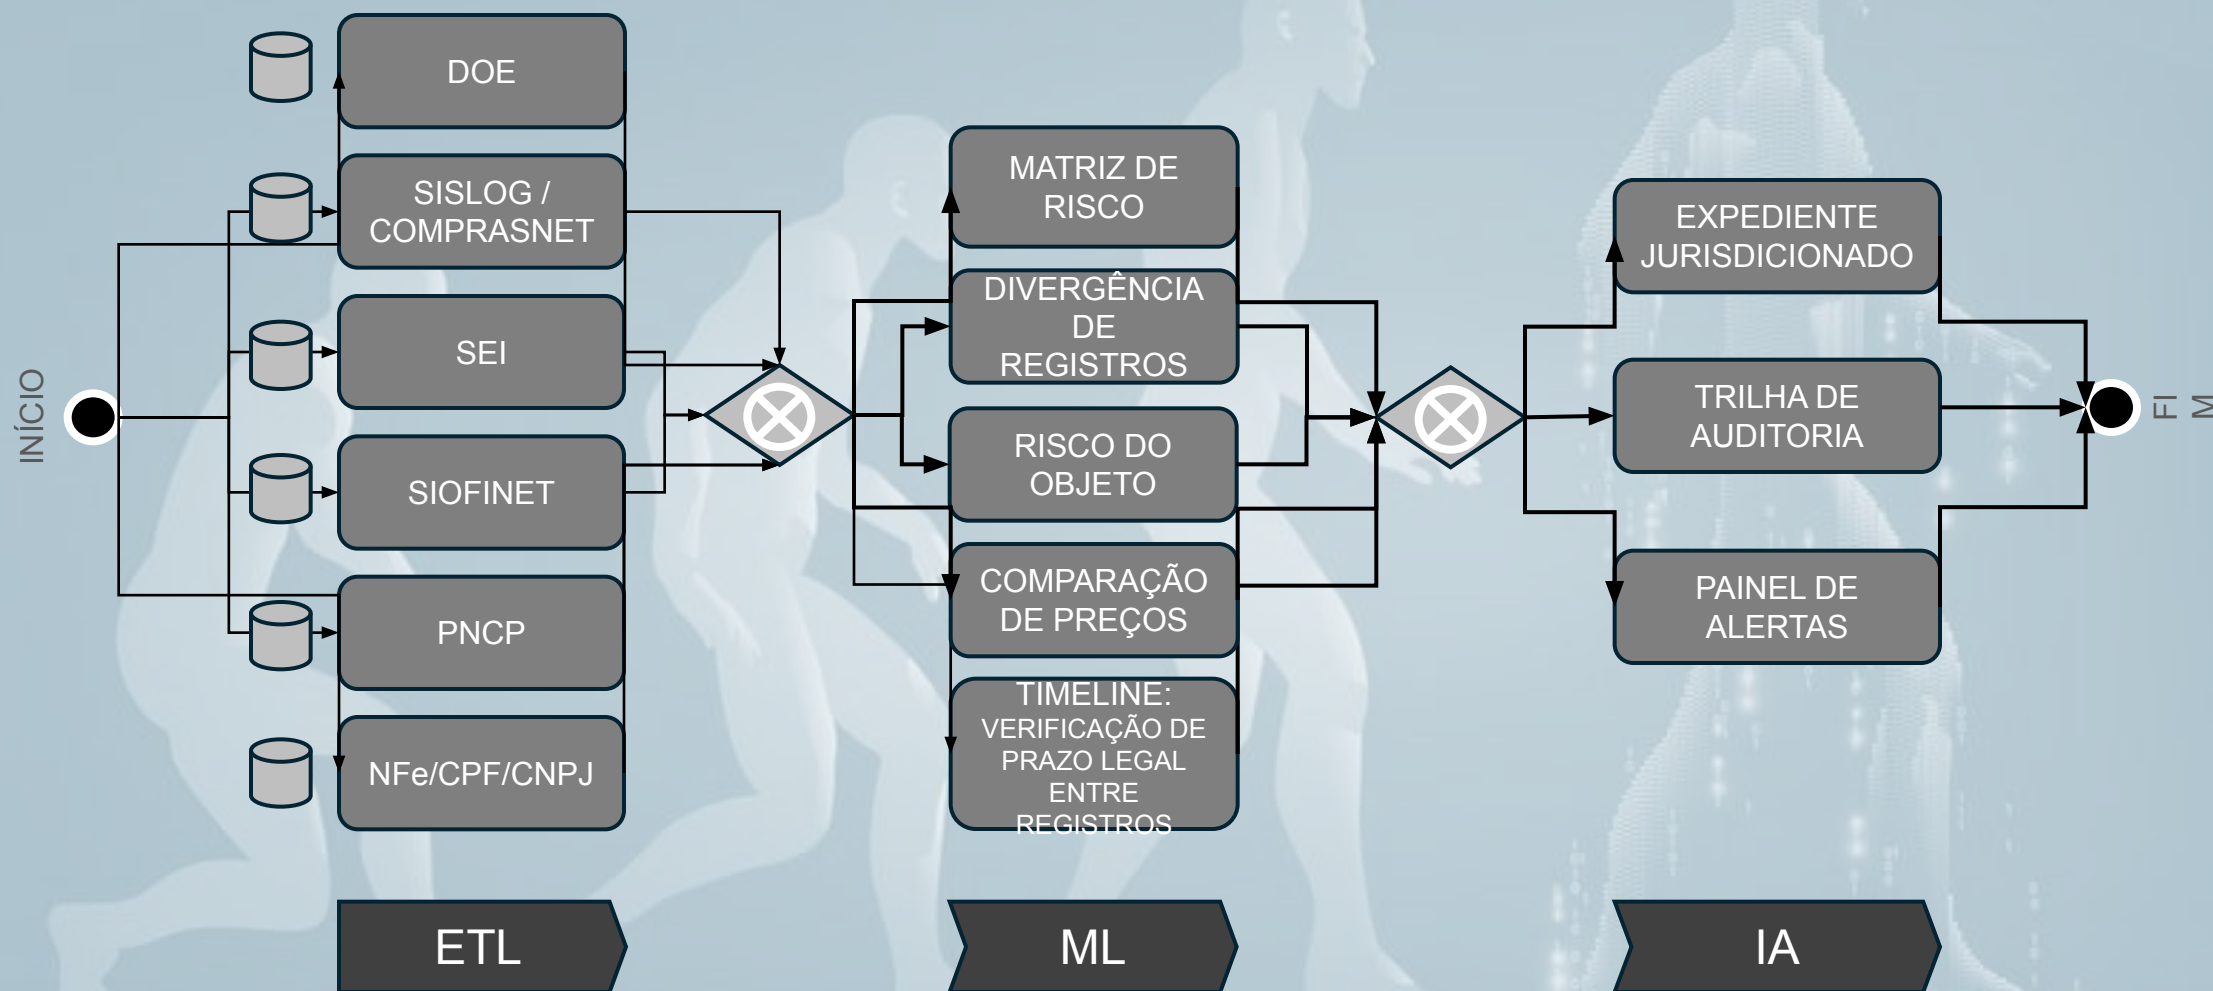 INÍCIO
DOE
SISLOG /
COMPRASNET
SEI
SIOFINET
PNCP
NFe/CPF/CNPJ
ETL
MATRIZ DE
RISCO
DIVERGÊNCIA
DE
REGISTROS
RISCO DO
OBJETO
COMPARAÇÃO
DE PREÇOS
TIMELINE:
VERIFICAÇÃO DE
PRAZO LEGAL
ENTRE
REGISTROS
ML
EXPEDIENTE
JURISDICIONADO
TRILHA DE
AUDITORIA
PAINEL DE
ALERTAS
IA
FI
M